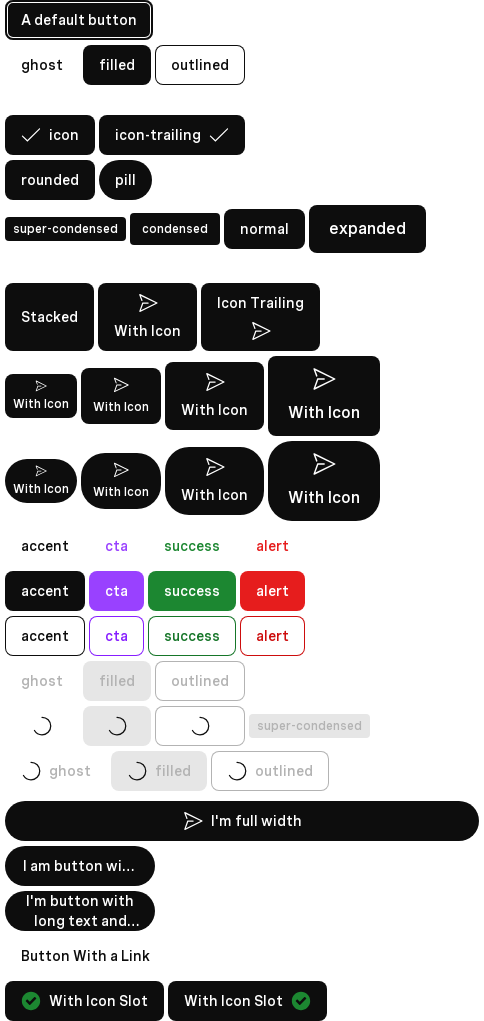 A default button
ghost filled outlined
icon icon-trailing
rounded pill
super-condensed condensed normal expanded
Stacked With Icon Icon Trailing
With Icon With Icon With Icon With Icon
With Icon With Icon With Icon With Icon
accent cta success alert
accent cta success alert
accent cta success alert
ghost filled outlined
super-condensed
ghost filled outlined
I'm full width
I am button wi...
I'm button with
long text and...
Button With a Link
With Icon Slot With Icon Slot